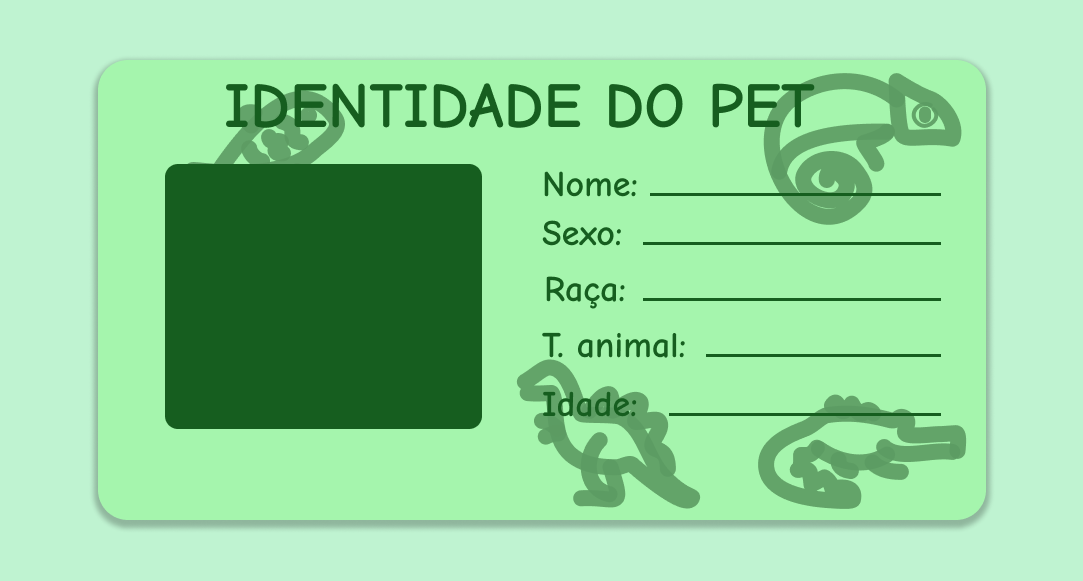 IDENTIDADE DO PET
Nome:
Sexo:
Raça:
T. animal:
Idade: